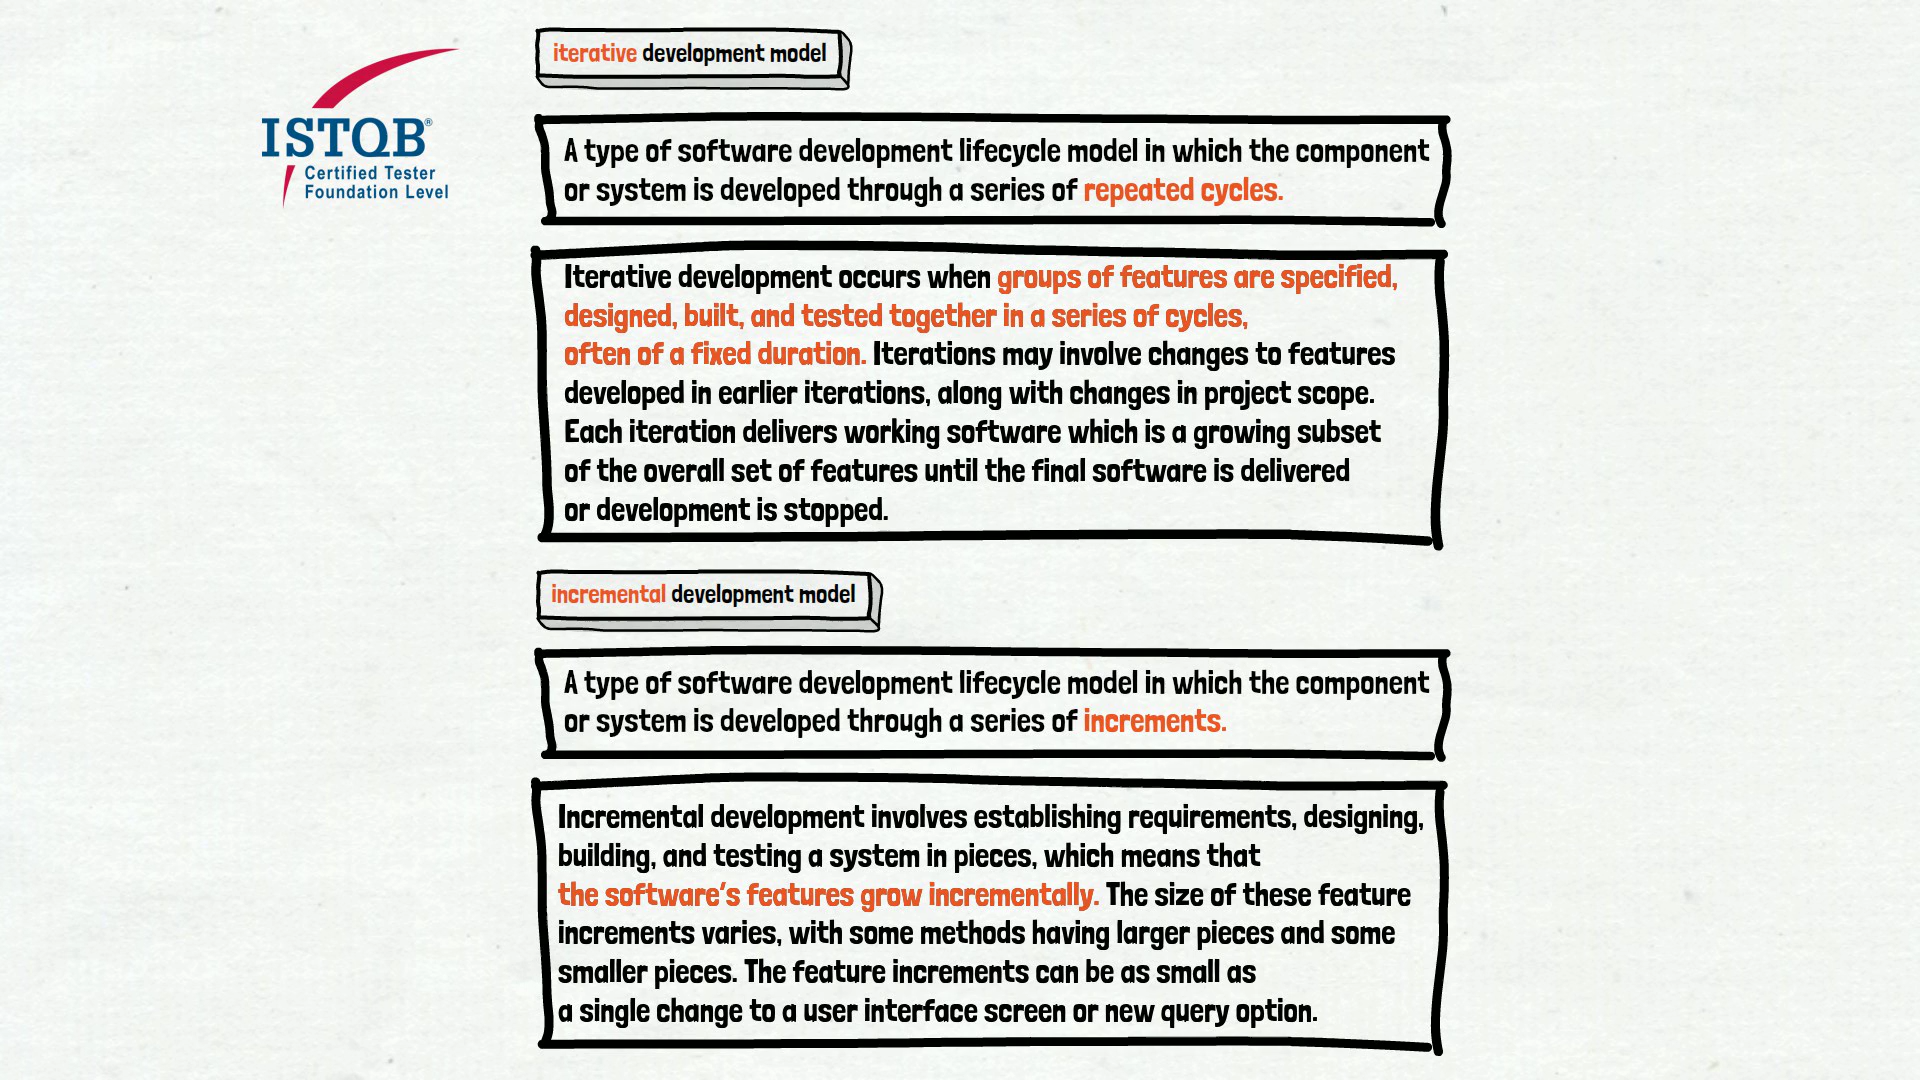 ISTQB®
Certified Tester
Foundation Level
iterative development model
A type of software development lifecycle model in which the component
or system is developed through a series of repeated cycles.
Iterative development occurs when groups of features are specified,
designed, built, and tested together in a series of cycles,
often of a fixed duration. Iterations may involve changes to features
developed in earlier iterations, along with changes in project scope.
Each iteration delivers working software which is a growing subset
of the overall set of features until the final software is delivered
or development is stopped.
incremental development model
A type of software development lifecycle model in which the component
or system is developed through a series of increments.
Incremental development involves establishing requirements, designing,
building, and testing a system in pieces, which means that
the software's features grow incrementally. The size of these feature
increments varies, with some methods having larger pieces and some
smaller pieces. The feature increments can be as small as
a single change to a user interface screen or new query option.